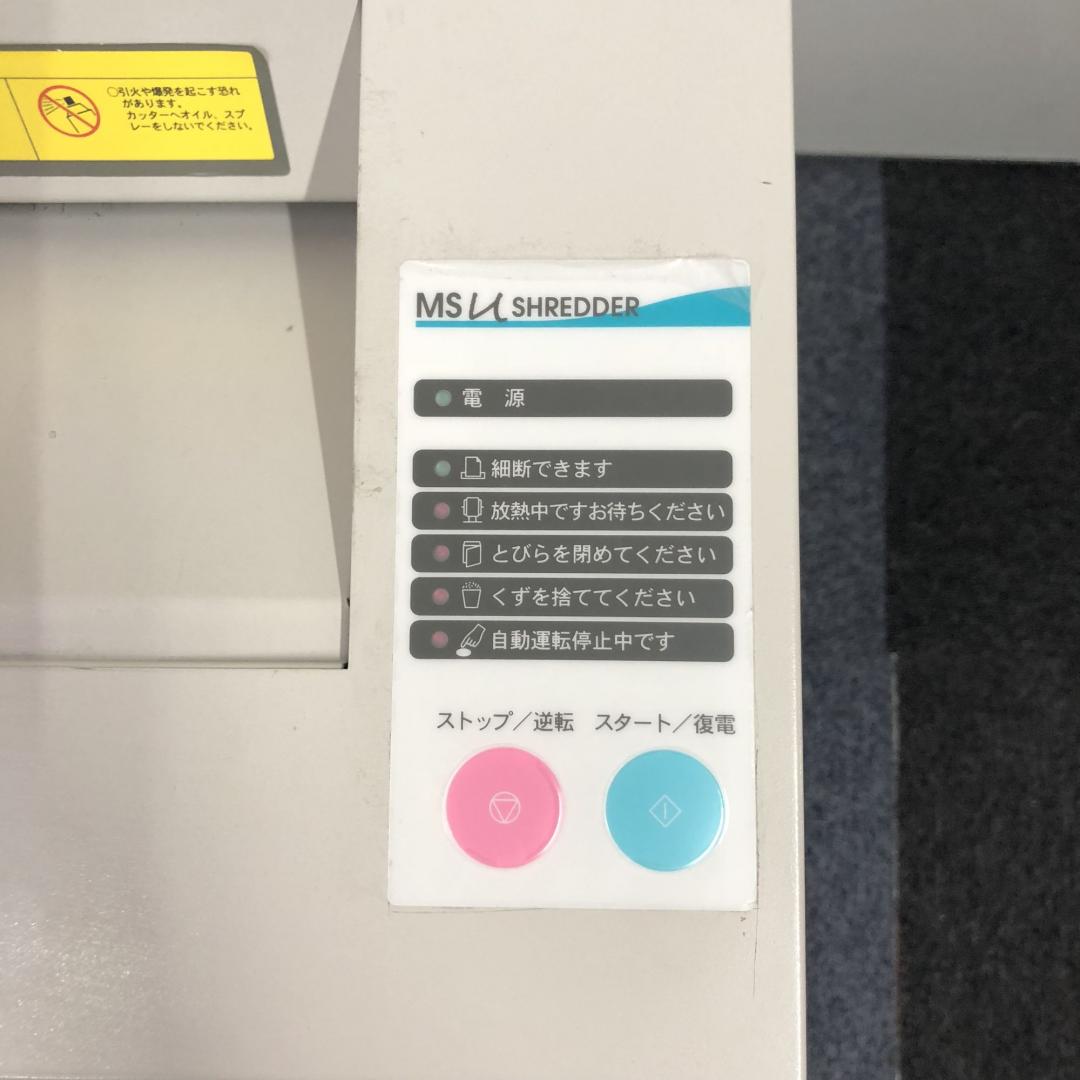 ○引火や爆発を起こす恐れ
があります。
カッターへオイル、スプ
レーをしないでください。
MS μ SHREDDER
電 源
細断できます
放熱中ですお待ちください
とびらを閉めてください
くずを捨ててください
自動運転停止中です
ストップ/逆転 スタート/復電